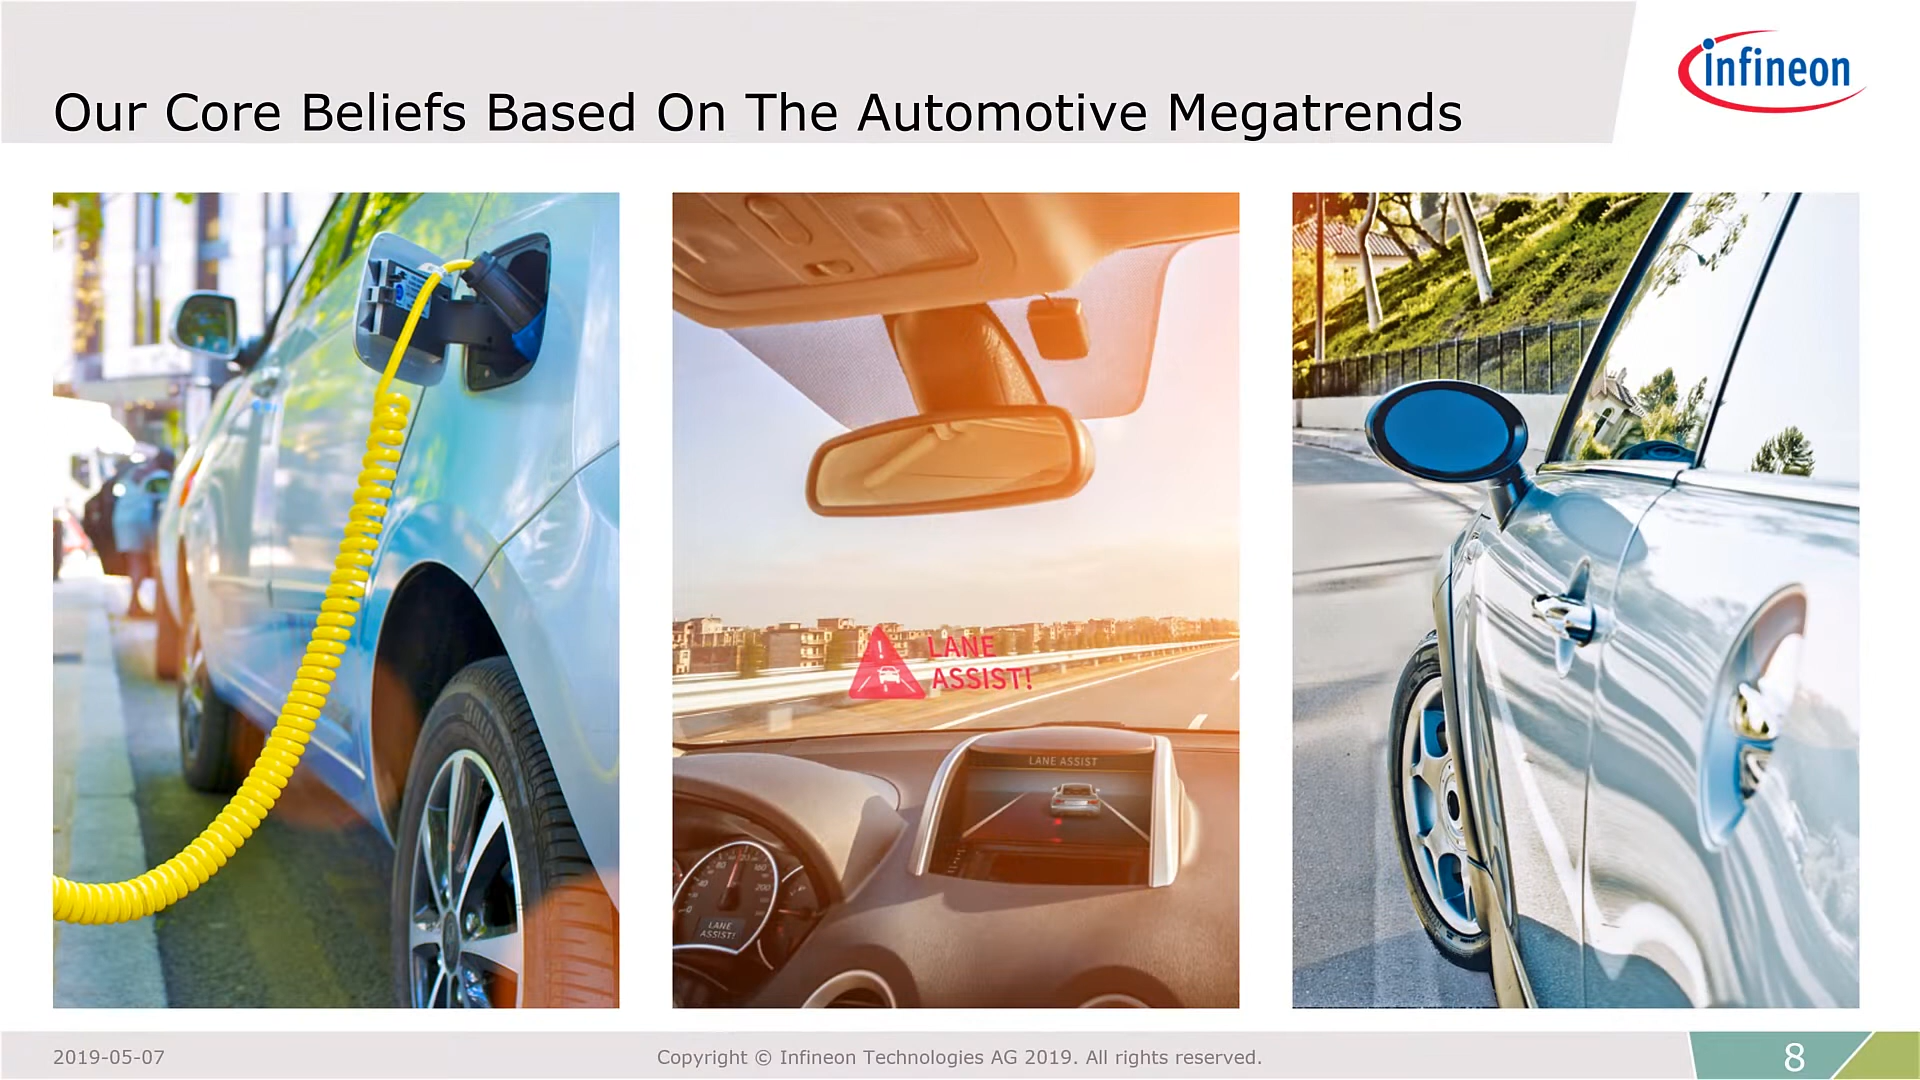 Our Core Beliefs Based On The Automotive Megatrends
infineon
LANE
ASSIST!
LANE ASSIST
LANE
ASSIST!
2019-05-07
Copyright © Infineon Technologies AG 2019. All rights reserved.
8